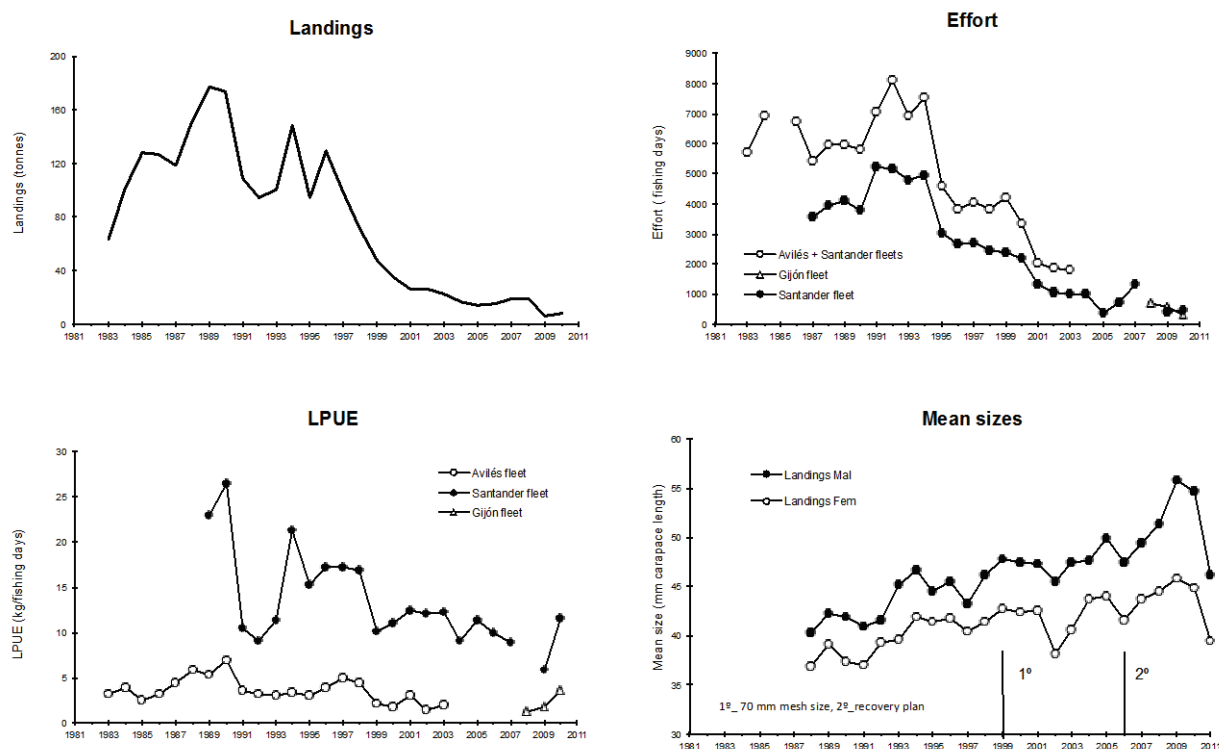 Landings
Landings (tonnes)
200
160
120
80
40
0
1981 1983 1985 1987 1989 1991 1993 1995 1997 1999 2001 2003 2005 2007 2009 2011
Effort
Effort ( fishing days)
9000
8000
7000
6000
5000
4000
3000
2000
1000
0
Avilés + Santander fleets
Gijón fleet
Santander fleet
1981 1983 1985 1987 1989 1991 1993 1995 1997 1999 2001 2003 2005 2007 2009 2011
LPUE
LPUE (kg/fishing days)
30
25
20
15
10
5
0
Avilés fleet
Santander fleet
Gijón fleet
1981 1983 1985 1987 1989 1991 1993 1995 1997 1999 2001 2003 2005 2007 2009 2011
Mean sizes
Mean size (mm carapace length)
60
55
50
45
40
35
30
Landings Mal
Landings Fem
1º
2º
1º_ 70 mm mesh size, 2º_recovery plan
1981 1983 1985 1987 1989 1991 1993 1995 1997 1999 2001 2003 2005 2007 2009 2011